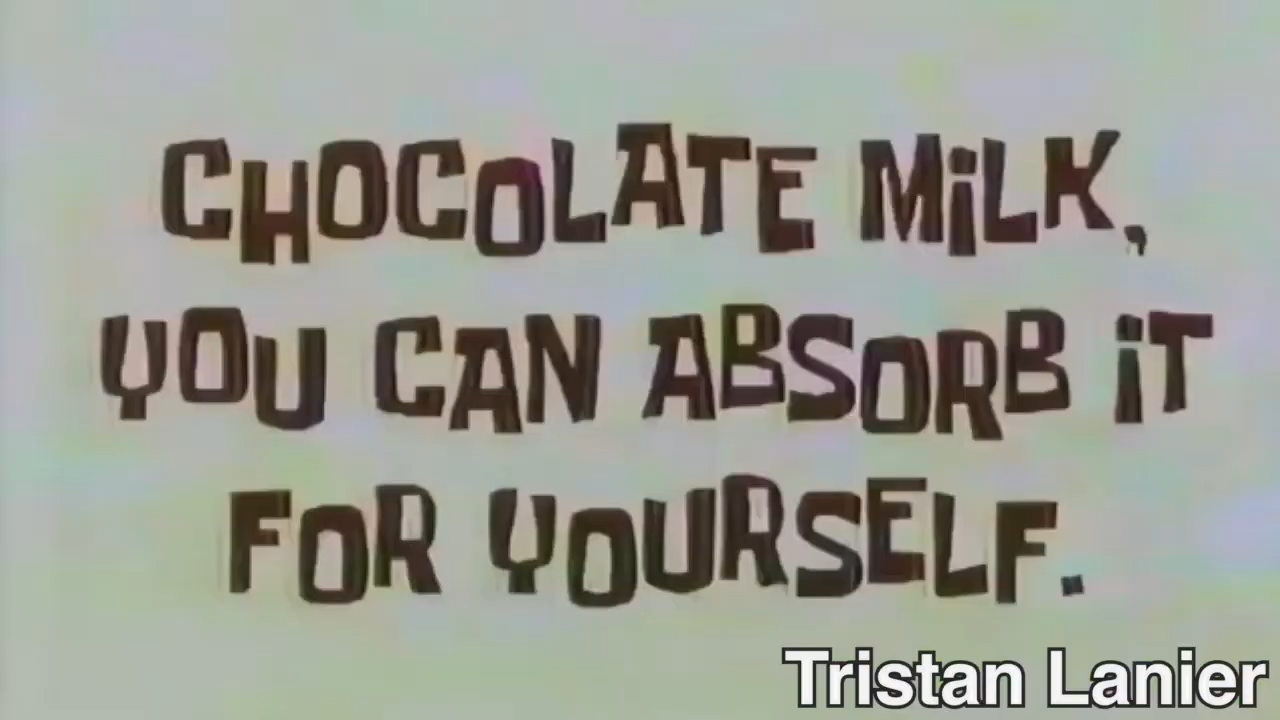 CHOCOLATE MiLK,
YOU CAN ABSORB iT
FOR YOURSELF.
Tristan Lanier